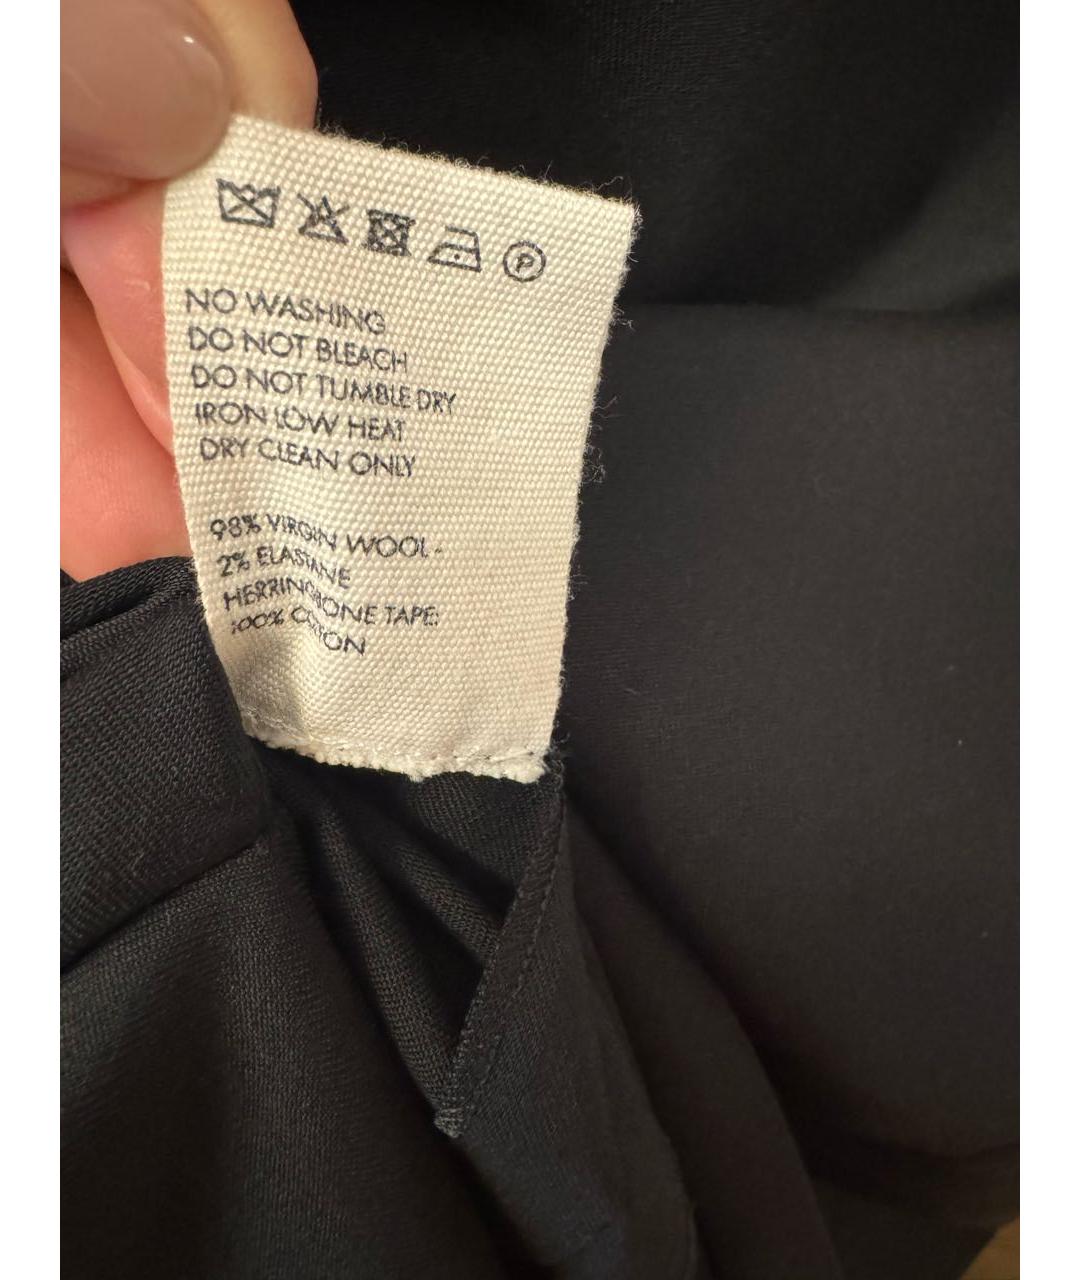 P
NO WASHING
DO NOT BLEACH
DO NOT TUMBLE DRY
IRON LOW HEAT
DRY CLEAN ONLY
98% VIRGIN WOOL -
2% ELASTANE
HERRINGBONE TAPE:
100% COTTON